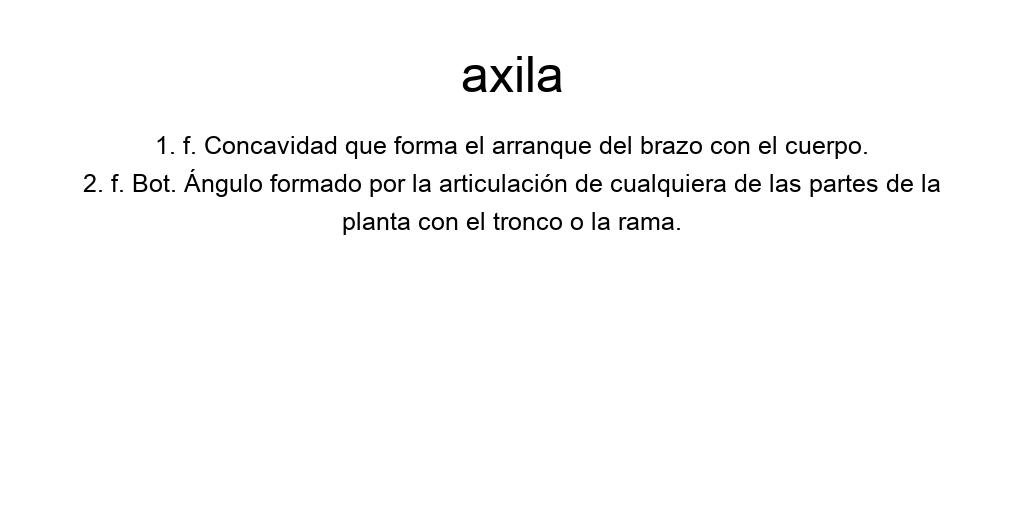 axila
1. f. Concavidad que forma el arranque del brazo con el cuerpo.
2. f. Bot. Ángulo formado por la articulación de cualquiera de las partes de la
planta con el tronco o la rama.